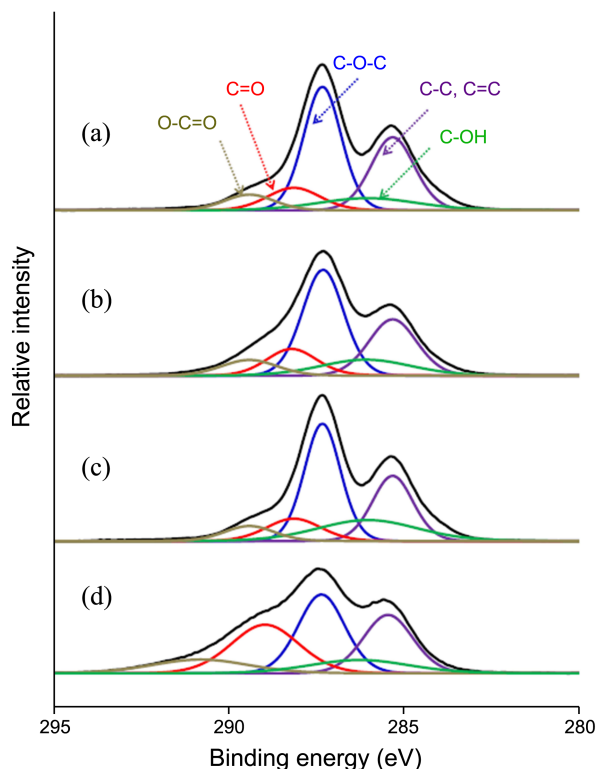 C-O-C
C=O
C-C, C=C
O-C=O
(a)
C-OH
(b)
Relative intensity
(c)
(d)
295
290
285
280
Binding energy (eV)